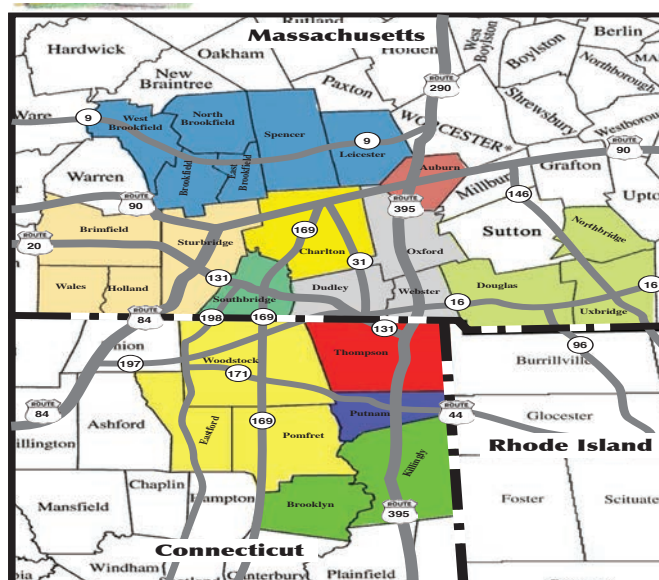 Massachusetts
Hardwick
Rutland
Oakham
Holden
West
Boylston
Berlin
Boylston
New
Braintree
Paxton
ROUTE
290
Northborough
Shrewsbury
Ware
9
West
Brookfield
North
Brookfield
Spencer
9
Leicester
WORCESTER
Westboro
Warren
Brookfield
East
Brookfield
Auburn
Millbury
Grafton
90
Upto
ROUTE
90
ROUTE
395
146
Sutton
20
Brimfield
Sturbridge
169
Charlton
Oxford
Northbridge
131
31
Wales
Holland
Southbridge
Dudley
Webster
16
Douglas
16
Uxbridge
ROUTE
84
198
169
131
Union
197
Woodstock
171
Thompson
96
Burrillville
ROUTE
84
Ashford
Eastford
169
Pomfret
Putnam
ROUTE
44
Glocester
illington
Killingly
Rhode Island
Mansfield
Chaplin
Hampton
Brooklyn
ROUTE
395
Foster
Scituate
Connecticut
Windham
Canterbury
Plainfield